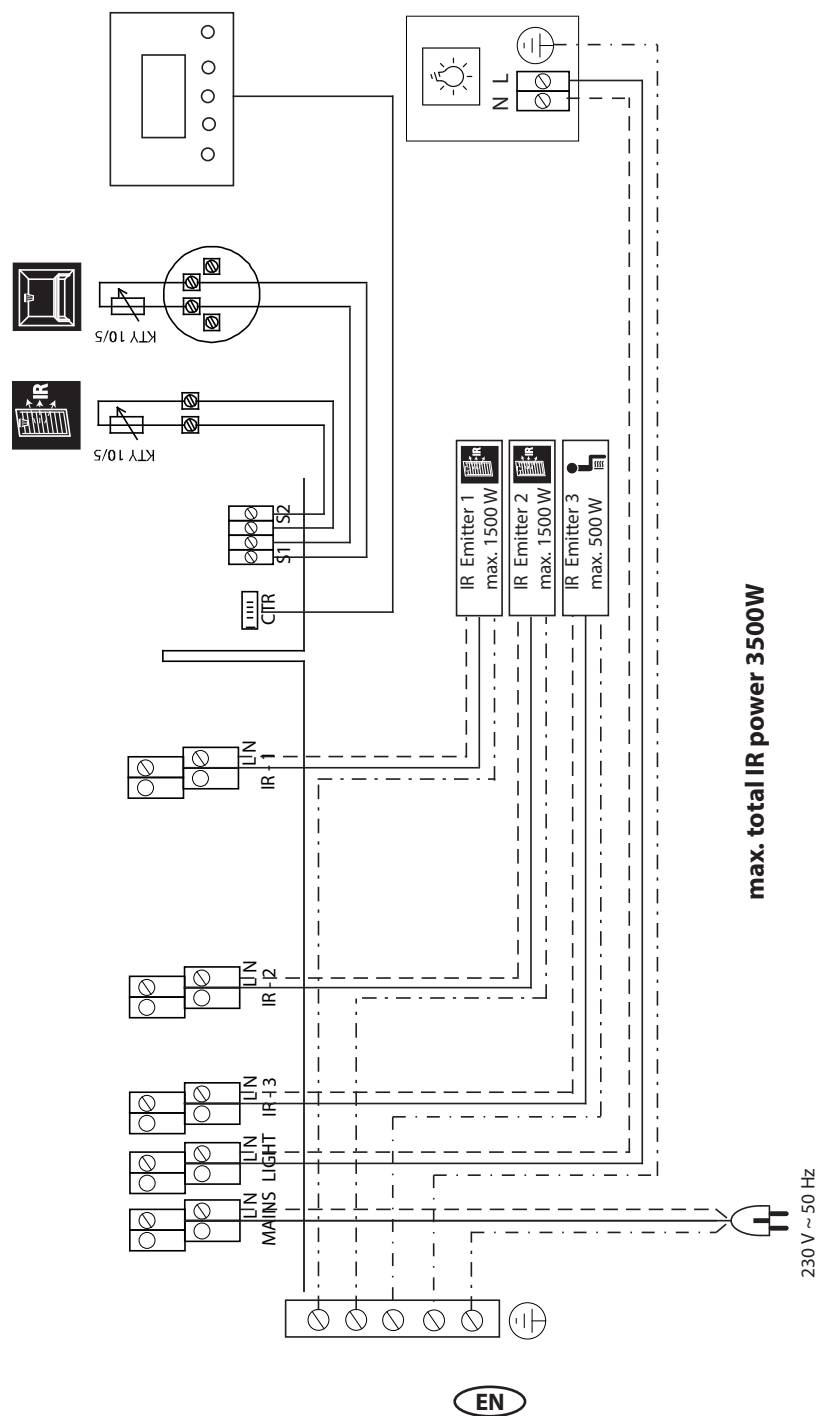 KTY 10/5
IR
KTY 10/5
N L
S1 S2
CTR
IR Emitter 1
max. 1500 W
IR
IR Emitter 2
max. 1500 W
IR
IR Emitter 3
max. 500 W
MAINS
L N
LIGHT
L N
IR - 3
L N
IR - 2
L N
IR - 1
L N
230 V ~ 50 Hz
max. total IR power 3500W
EN